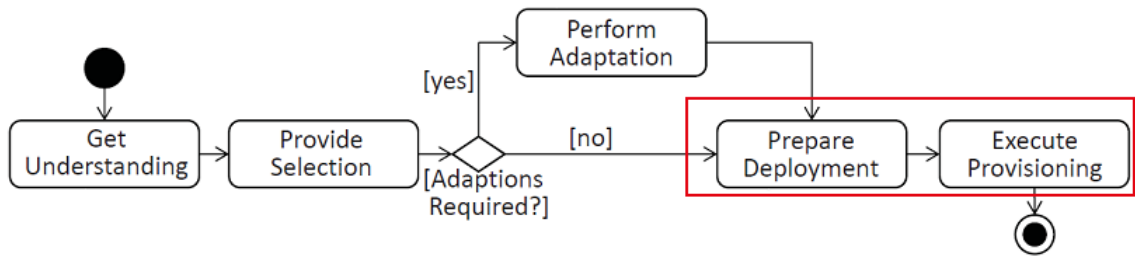 Perform
Adaptation
[yes]
Get
Understanding
Provide
Selection
[no]
Prepare
Deployment
Execute
Provisioning
[Adaptions
Required?]